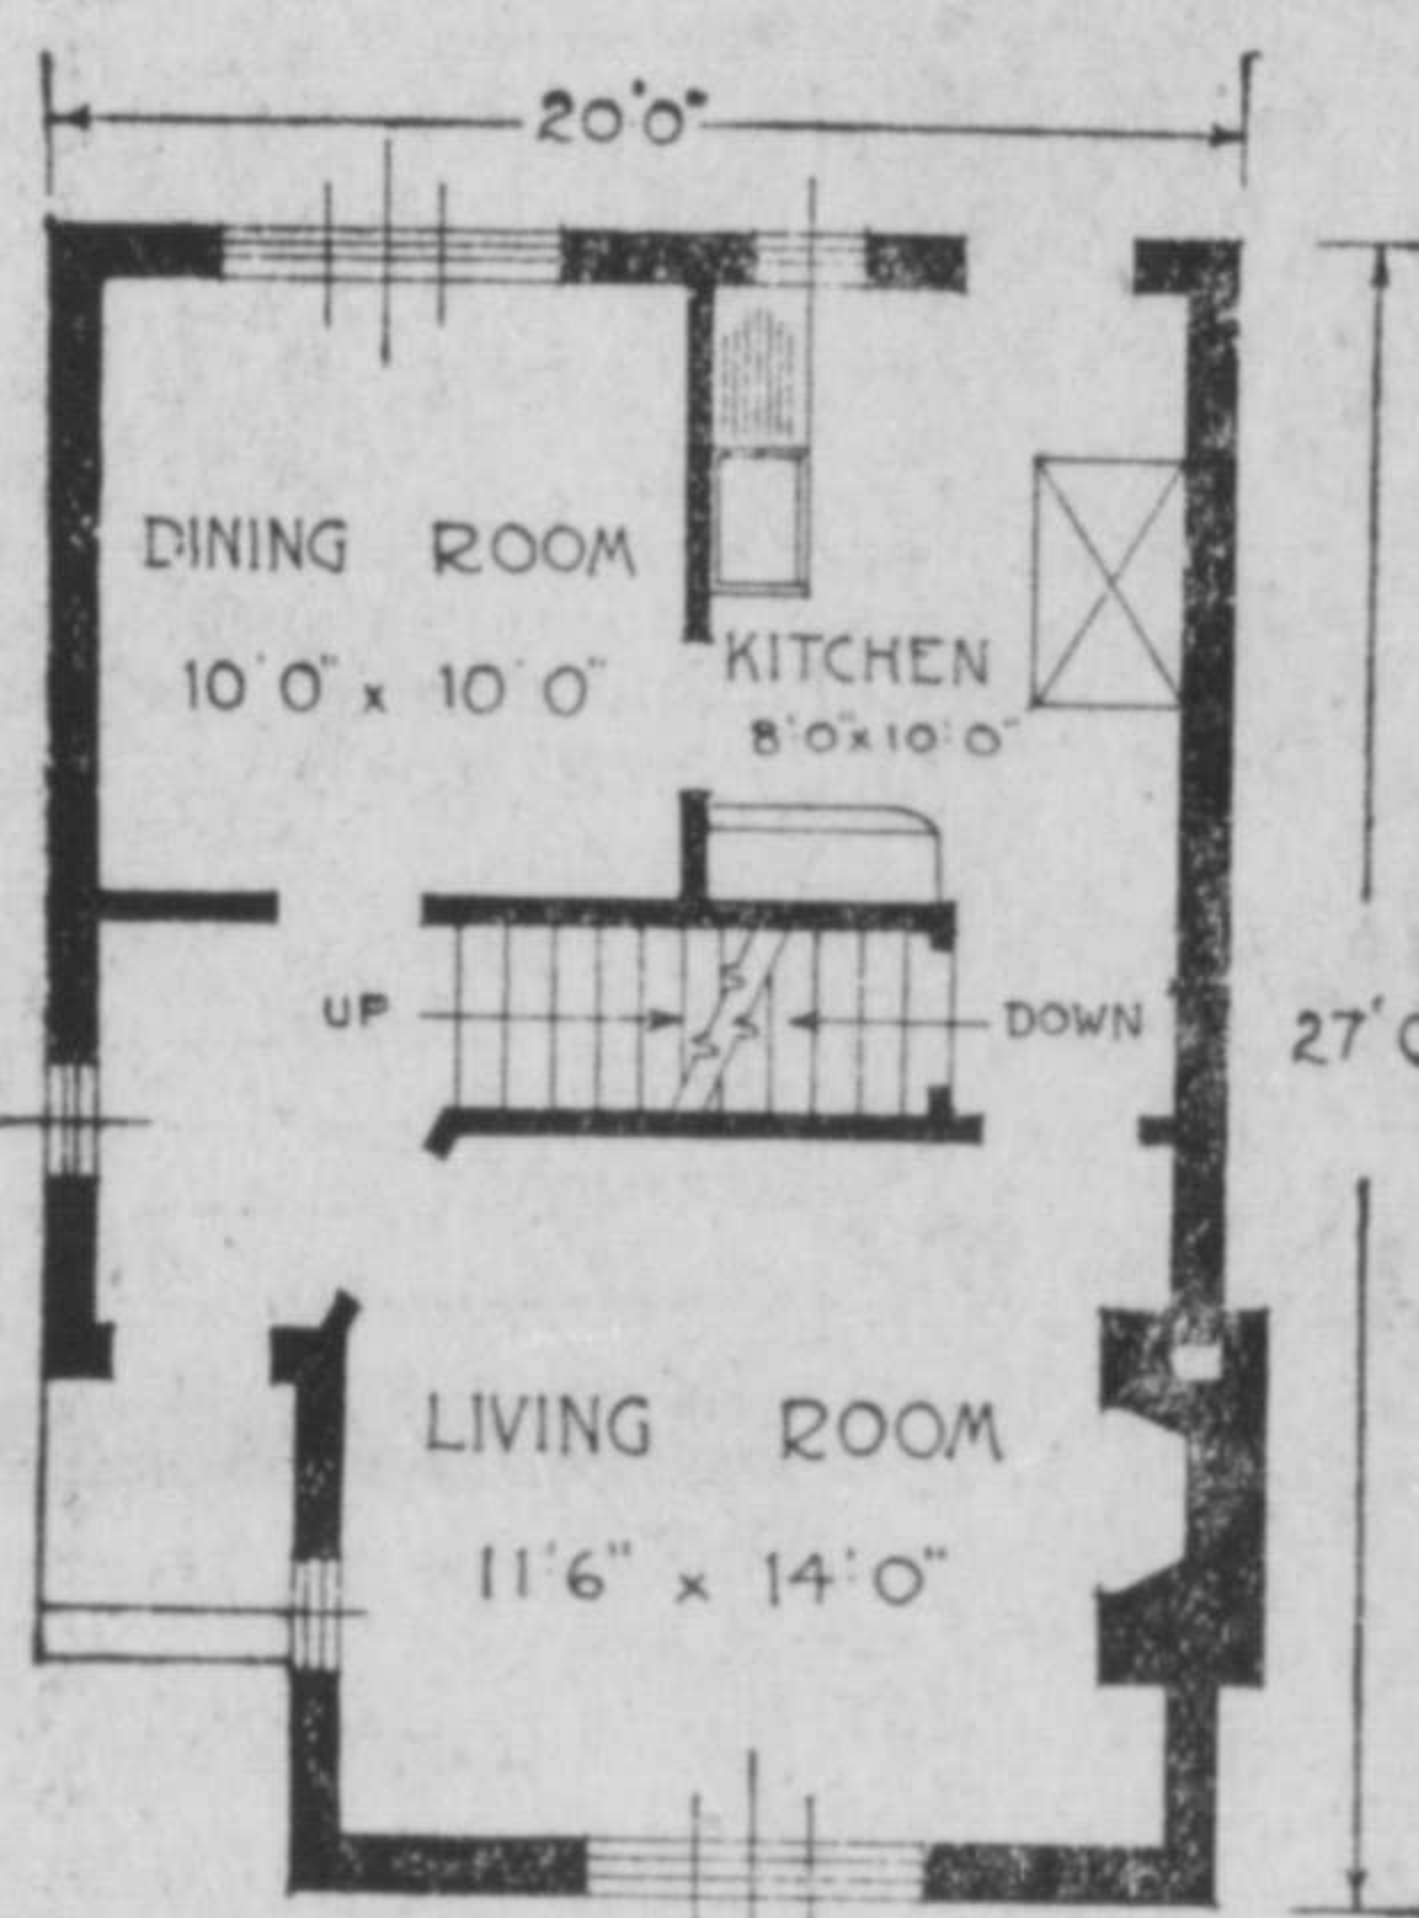 20'0"
DINING ROOM
10'0" x 10'0"
KITCHEN
8'0" x 10'0"
UP
DOWN
27'
LIVING ROOM
11'6" x 14'0"